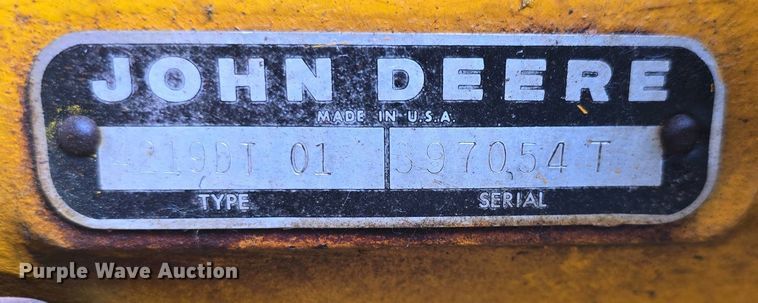 JOHN DEERE
MADE IN U.S.A.
4219DT 01 397054 T
TYPE SERIAL
Purple Wave Auction